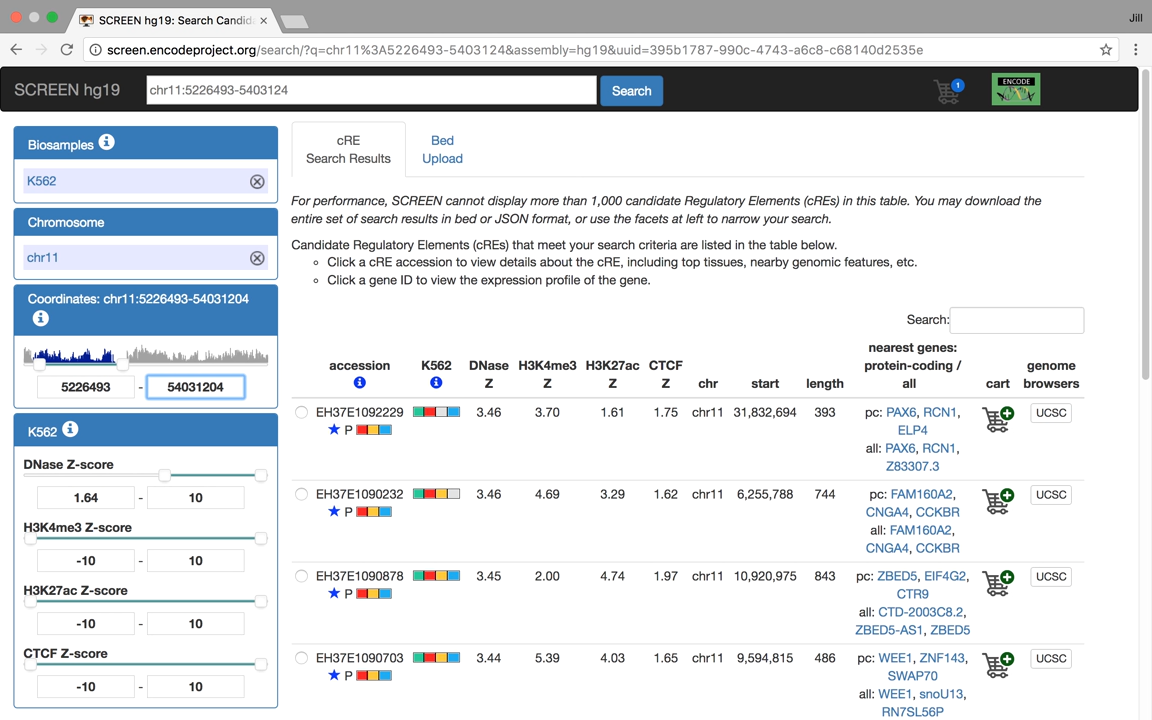 SCREEN hg19: Search Candid
Jill
screen.encodeproject.org/search/?q=chr11%3A5226493-5403124&assembly=hg19&uuid=395b1787-990c-4743-a6c8-c68140d2535e
SCREEN hg19
chr11:5226493-5403124
Search
1
ENCODE
Biosamples
K562
Chromosome
chr11
Coordinates: chr11:5226493-54031204
5226493 - 54031204
K562
DNase Z-score
1.64 - 10
H3K4me3 Z-score
-10 - 10
H3K27ac Z-score
-10 - 10
CTCF Z-score
-10 - 10
cRE
Search Results
Bed
Upload
For performance, SCREEN cannot display more than 1,000 candidate Regulatory Elements (cREs) in this table. You may download the
entire set of search results in bed or JSON format, or use the facets at left to narrow your search.
Candidate Regulatory Elements (cREs) that meet your search criteria are listed in the table below.
Click a cRE accession to view details about the cRE, including top tissues, nearby genomic features, etc.
Click a gene ID to view the expression profile of the gene.
Search:
accession K562 DNase Z H3K4me3 Z H3K27ac Z CTCF Z chr start length nearest genes: protein-coding / all cart genome browsers
EH37E1092229 3.46 3.70 1.61 1.75 chr11 31,832,694 393 pc: PAX6, RCN1, UCSC
P ELP4
all: PAX6, RCN1,
Z83307.3
EH37E1090232 3.46 4.69 3.29 1.62 chr11 6,255,788 744 pc: FAM160A2, UCSC
P CNGA4, CCKBR
all: FAM160A2,
CNGA4, CCKBR
EH37E1090878 3.45 2.00 4.74 1.97 chr11 10,920,975 843 pc: ZBED5, EIF4G2, UCSC
P CTR9
all: CTD-2003C8.2,
ZBED5-AS1, ZBED5
EH37E1090703 3.44 5.39 4.03 1.65 chr11 9,594,815 486 pc: WEE1, ZNF143, UCSC
P SWAP70
all: WEE1, snoU13,
RN7SL56P